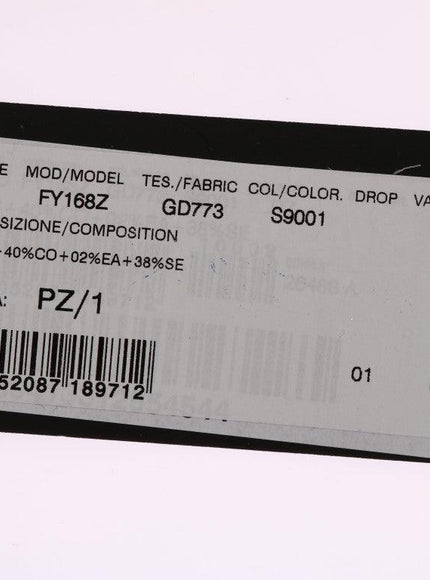 E MOD/MODEL TES./FABRIC COL/COLOR. DROP VA
FY168Z GD773 S9001
SIZIONE/COMPOSITION
40%CO+02%EA+38%SE
A: PZ/1
01
52087 189712